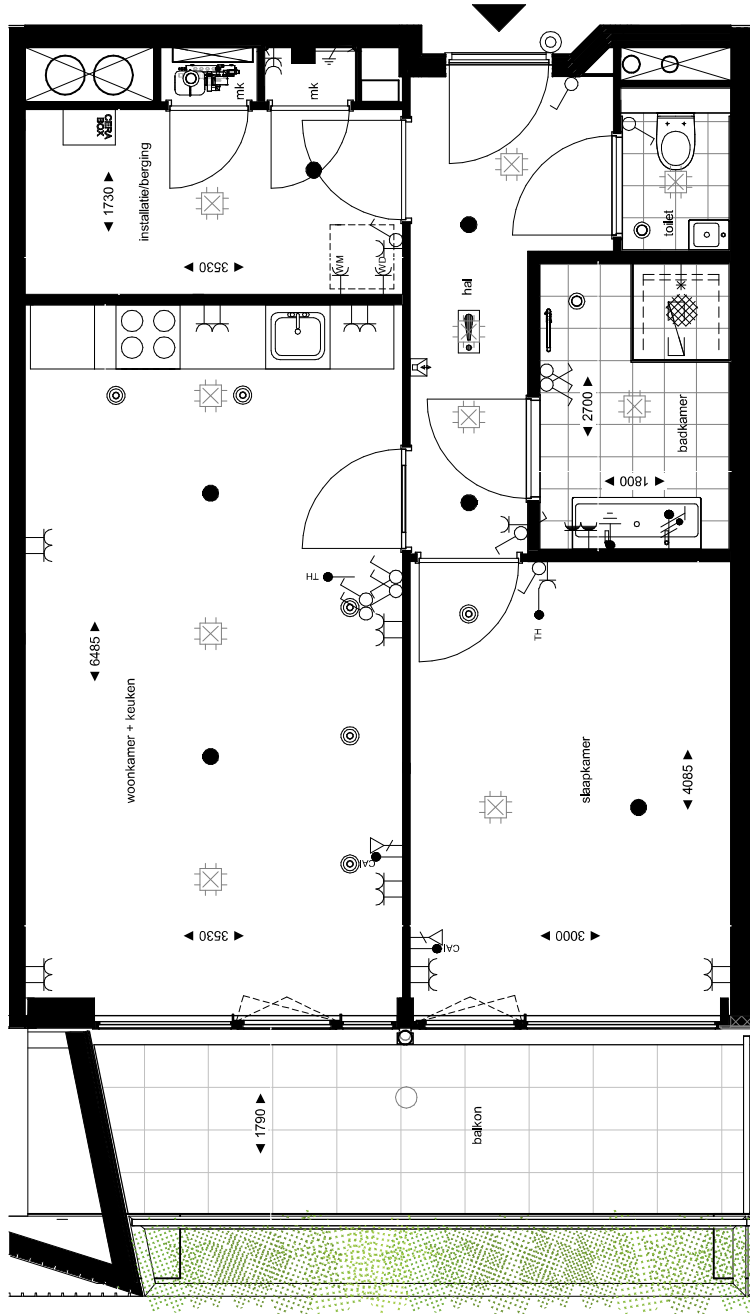 mk
mk
CERA
BOX
1730
installatie/berging
3530
WM
WD
toilet
hal
2700
badkamer
1800
TH
TH
6485
woonkamer + keuken
slaapkamer
4085
CAI
CAI
3530
3000
1790
balkon